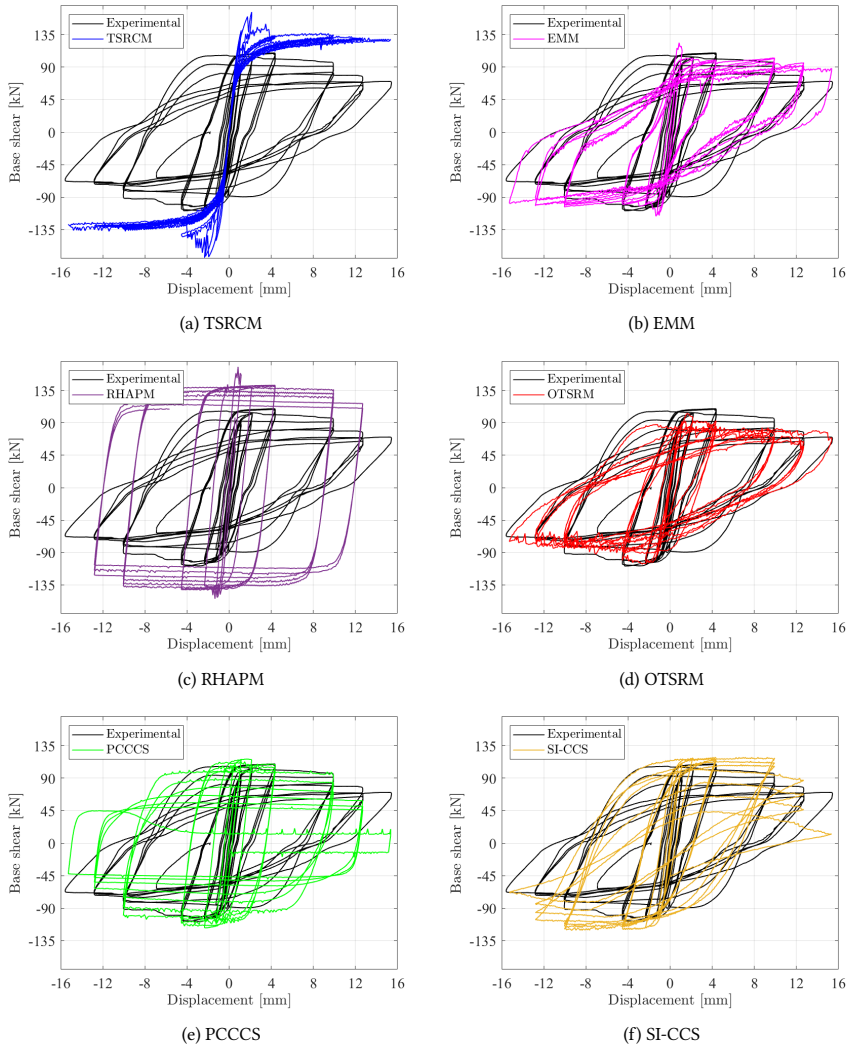 Experimental
TSRCM
Base shear [kN]
135
90
45
0
-45
-90
-135
-16 -12 -8 -4 0 4 8 12 16
Displacement [mm]
(a) TSRCM
Experimental
EMM
Base shear [kN]
135
90
45
0
-45
-90
-135
-16 -12 -8 -4 0 4 8 12 16
Displacement [mm]
(b) EMM
Experimental
RHAPM
Base shear [kN]
135
90
45
0
-45
-90
-135
-16 -12 -8 -4 0 4 8 12 16
Displacement [mm]
(c) RHAPM
Experimental
OTSRM
Base shear [kN]
135
90
45
0
-45
-90
-135
-16 -12 -8 -4 0 4 8 12 16
Displacement [mm]
(d) OTSRM
Experimental
PCCCS
Base shear [kN]
135
90
45
0
-45
-90
-135
-16 -12 -8 -4 0 4 8 12 16
Displacement [mm]
(e) PCCCS
Experimental
SI-CCS
Base shear [kN]
135
90
45
0
-45
-90
-135
-16 -12 -8 -4 0 4 8 12 16
Displacement [mm]
(f) SI-CCS